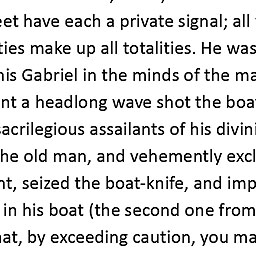 eet have each a private signal; all
ties make up all totalities. He was
his Gabriel in the minds of the ma
nt a headlong wave shot the boat
sacrilegious assailants of his divini
he old man, and vehemently excl
nt, seized the boat-knife, and imp
in his boat (the second one from
hat, by exceeding caution, you ma